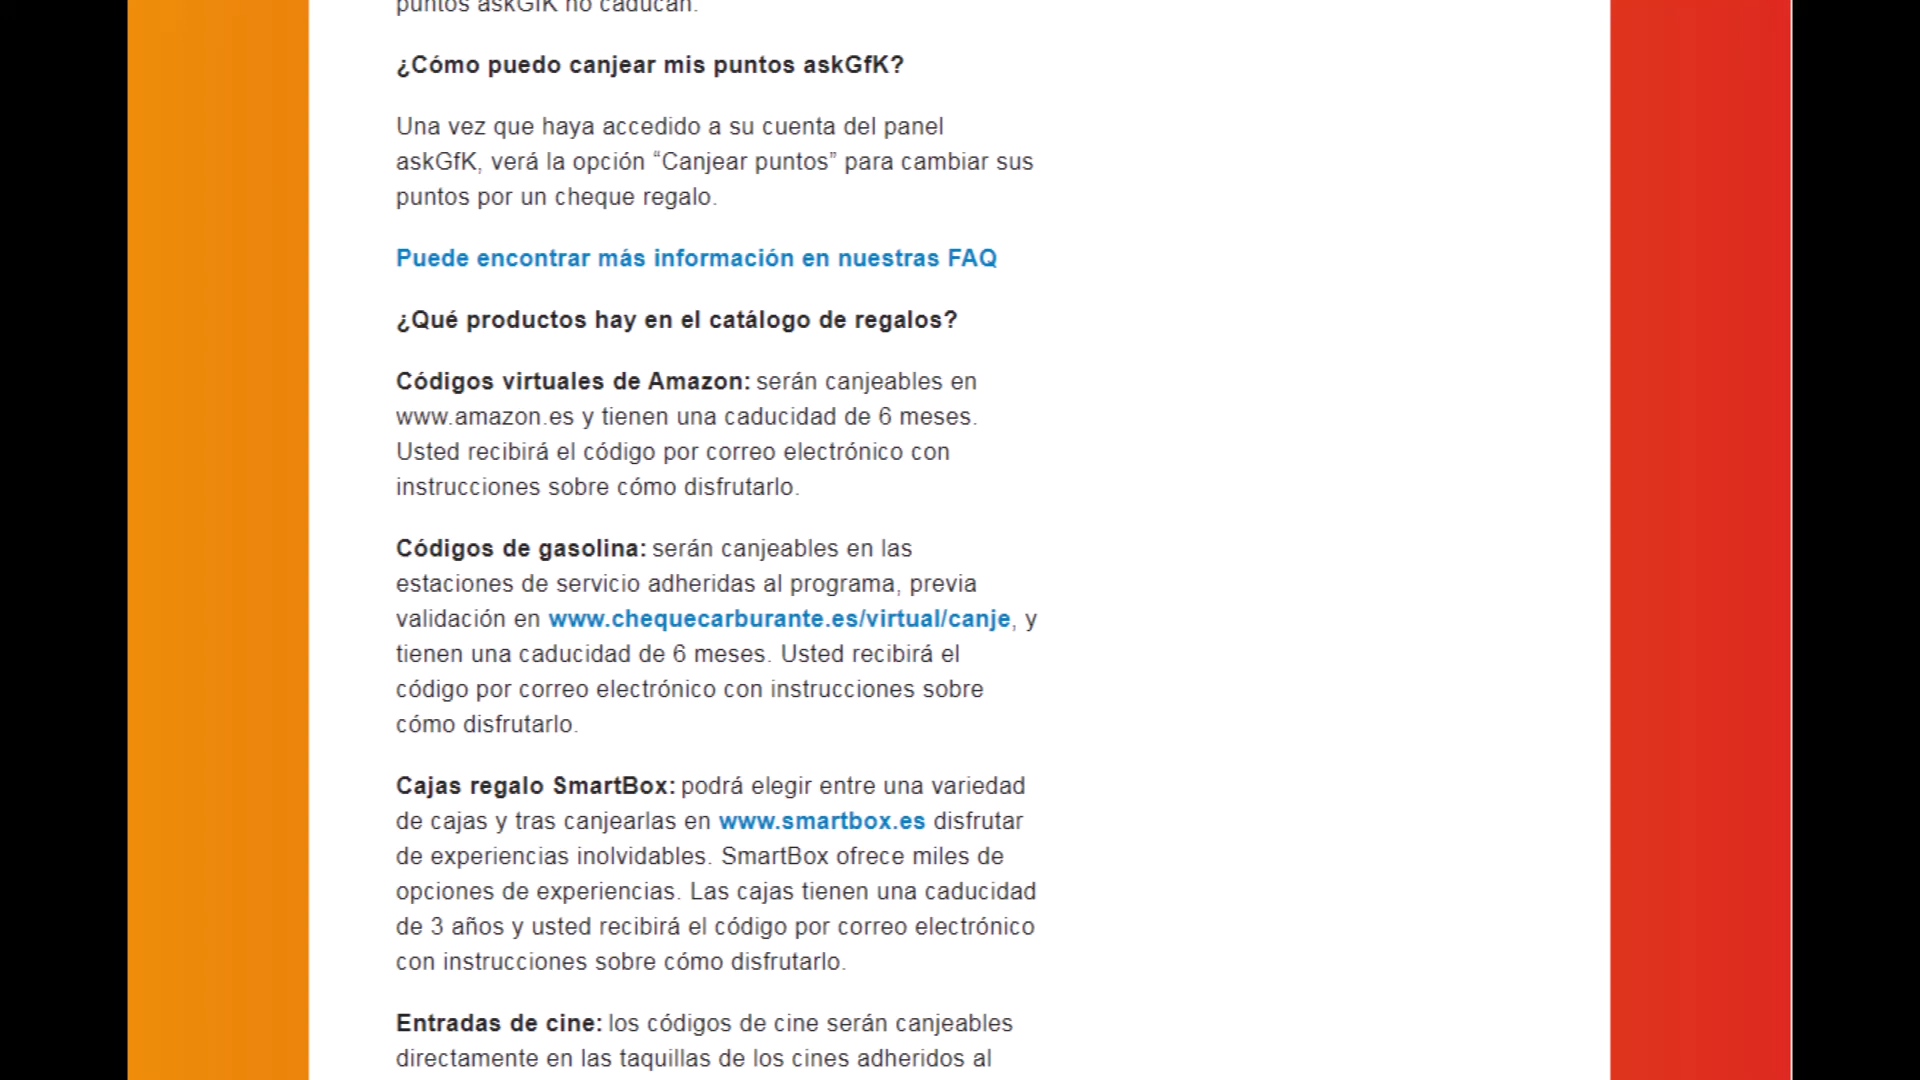 puntos askGfK no caducan.
¿Cómo puedo canjear mis puntos askGfK?
Una vez que haya accedido a su cuenta del panel
askGfK, verá la opción “Canjear puntos” para cambiar sus
puntos por un cheque regalo.
Puede encontrar más información en nuestras FAQ
¿Qué productos hay en el catálogo de regalos?
Códigos virtuales de Amazon: serán canjeables en
www.amazon.es y tienen una caducidad de 6 meses.
Usted recibirá el código por correo electrónico con
instrucciones sobre cómo disfrutarlo.
Códigos de gasolina: serán canjeables en las
estaciones de servicio adheridas al programa, previa
validación en www.chequecarburante.es/virtual/canje, y
tienen una caducidad de 6 meses. Usted recibirá el
código por correo electrónico con instrucciones sobre
cómo disfrutarlo.
Cajas regalo SmartBox: podrá elegir entre una variedad
de cajas y tras canjearlas en www.smartbox.es disfrutar
de experiencias inolvidables. SmartBox ofrece miles de
opciones de experiencias. Las cajas tienen una caducidad
de 3 años y usted recibirá el código por correo electrónico
con instrucciones sobre cómo disfrutarlo.
Entradas de cine: los códigos de cine serán canjeables
directamente en las taquillas de los cines adheridos al